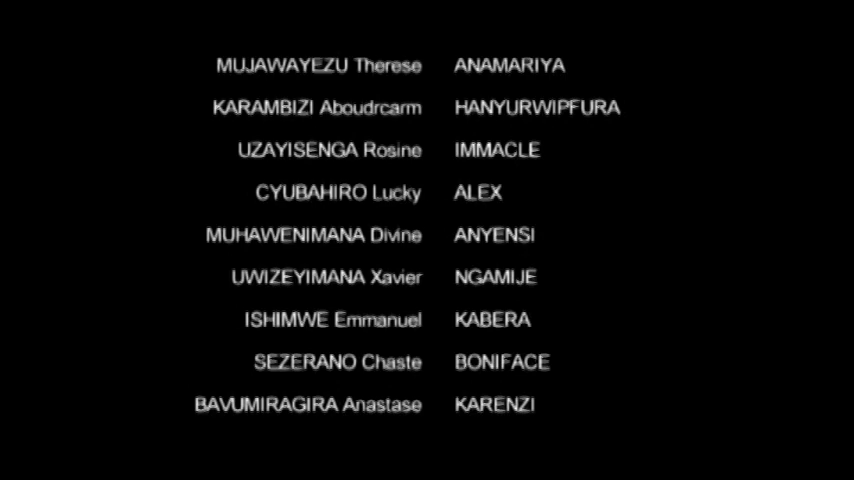 MUJAWAYEZU Therese ANAMARIYA
KARAMBIZI Aboudrcarm HANYURWIPFURA
UZAYISENGA Rosine IMMACLE
CYUBAHIRO Lucky ALEX
MUHAWENIMANA Divine ANYENSI
UWIZEYIMANA Xavier NGAMIJE
ISHIMWE Emmanuel KABERA
SEZERANO Chaste BONIFACE
BAVUMIRAGIRA Anastase KARENZI